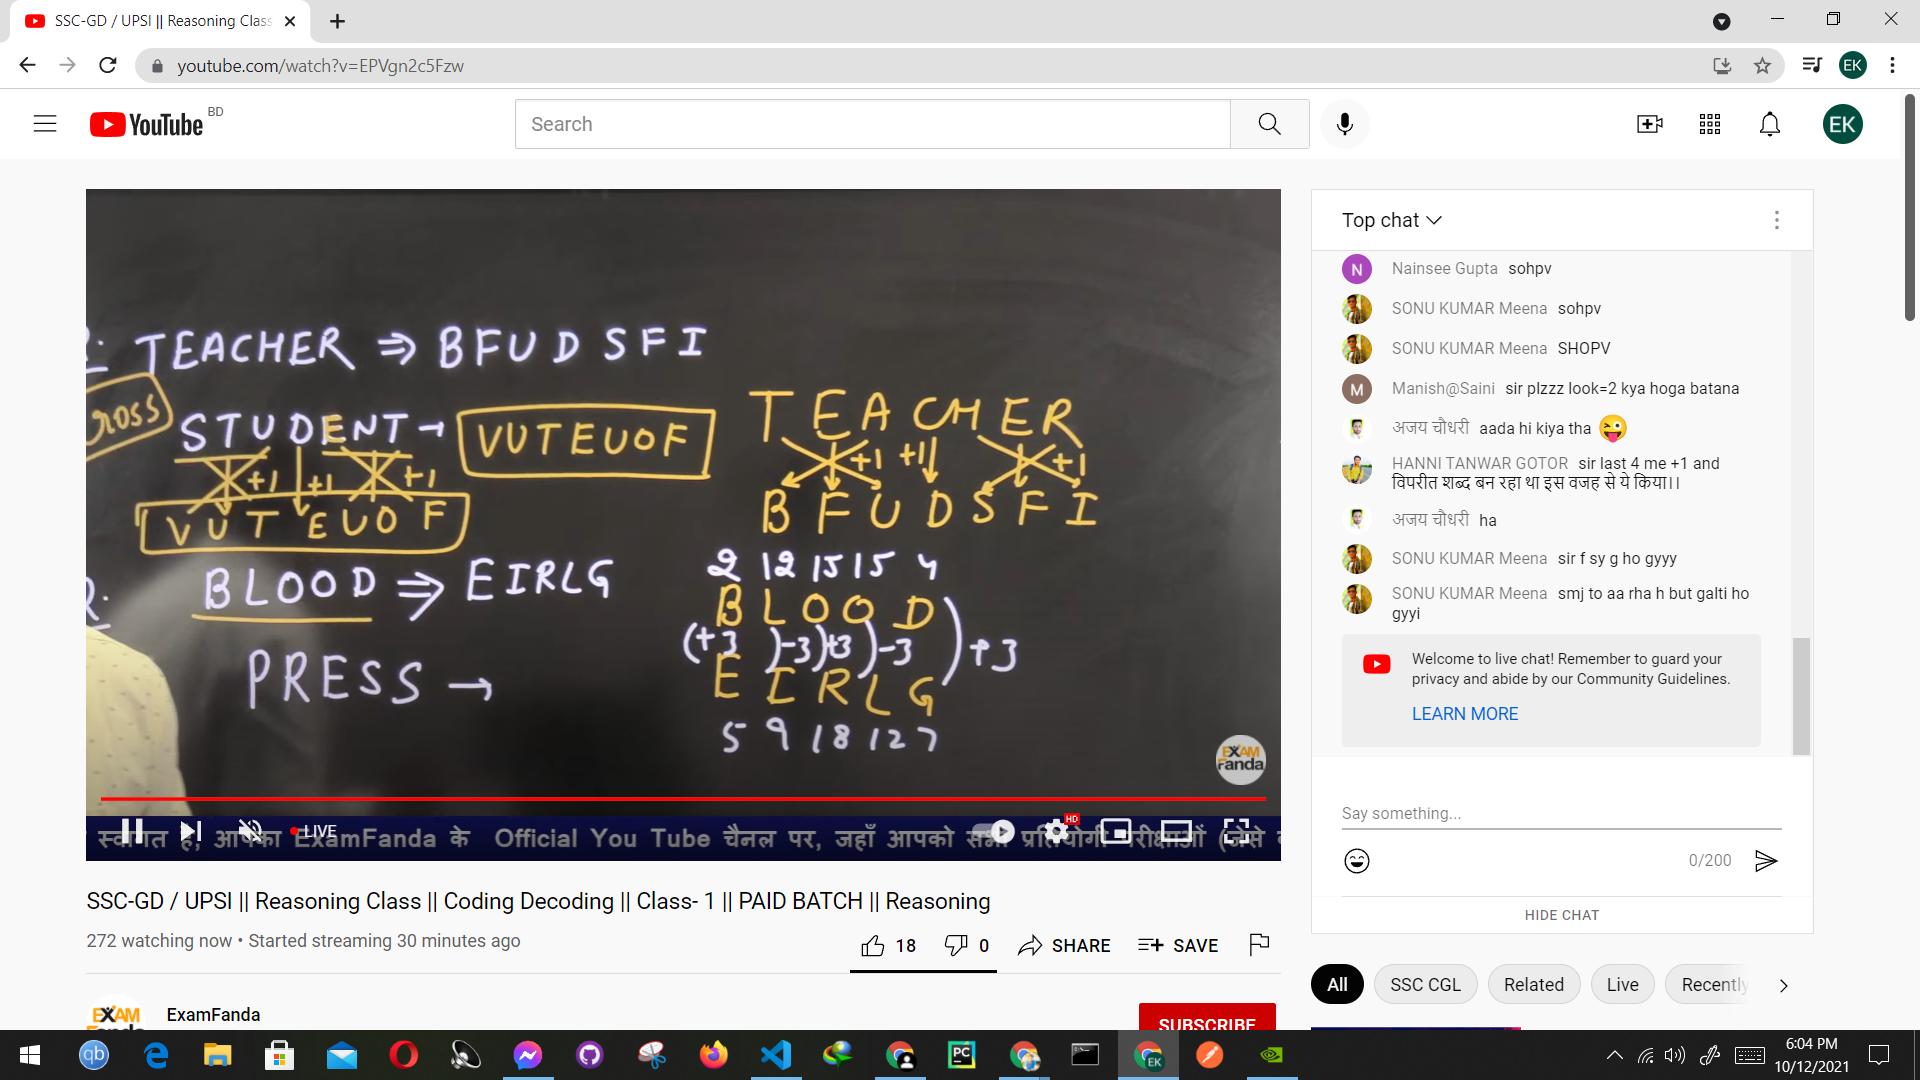 SSC-GD / UPSI || Reasoning Class
youtube.com/watch?v=EPVgn2c5Fzw
EK
YouTube BD
Search
EK
TEACHER ⇒ BFUDSFI
STUDENT → VUTEUOF
+1 +1 +1
VUTEUOF
TEACHER
+1 +1 +1
BFUDSFI
BLOOD ⇒ EIRLG
2 12 15 15 4
BLOOD
(+3 )-3)+3)-3 )+3
EIRLG
5 9 18 12 7
PRESS →
EXAM
Fanda
LIVE
HD
स्वागत है, आपका ExamFanda के Official You Tube चैनल पर, जहाँ आपको सभी प्रतियोगी परीक्षाओं (जैसे
SSC-GD / UPSI || Reasoning Class || Coding Decoding || Class- 1 || PAID BATCH || Reasoning
272 watching now • Started streaming 30 minutes ago
18 0 SHARE SAVE
EXAM
ExamFanda
SUBSCRIBE
Top chat
N Nainsee Gupta sohpv
SONU KUMAR Meena sohpv
SONU KUMAR Meena SHOPV
M Manish@Saini sir plzzz look=2 kya hoga batana
अजय चौधरी aada hi kiya tha 😜
HANNI TANWAR GOTOR sir last 4 me +1 and
विपरीत शब्द बन रहा था इस वजह से ये किया।।
अजय चौधरी ha
SONU KUMAR Meena sir f sy g ho gyyy
SONU KUMAR Meena smj to aa rha h but galti ho
gyyi
Welcome to live chat! Remember to guard your
privacy and abide by our Community Guidelines.
LEARN MORE
Say something...
0/200
HIDE CHAT
All SSC CGL Related Live Recently
qb
PC
EK
6:04 PM
10/12/2021